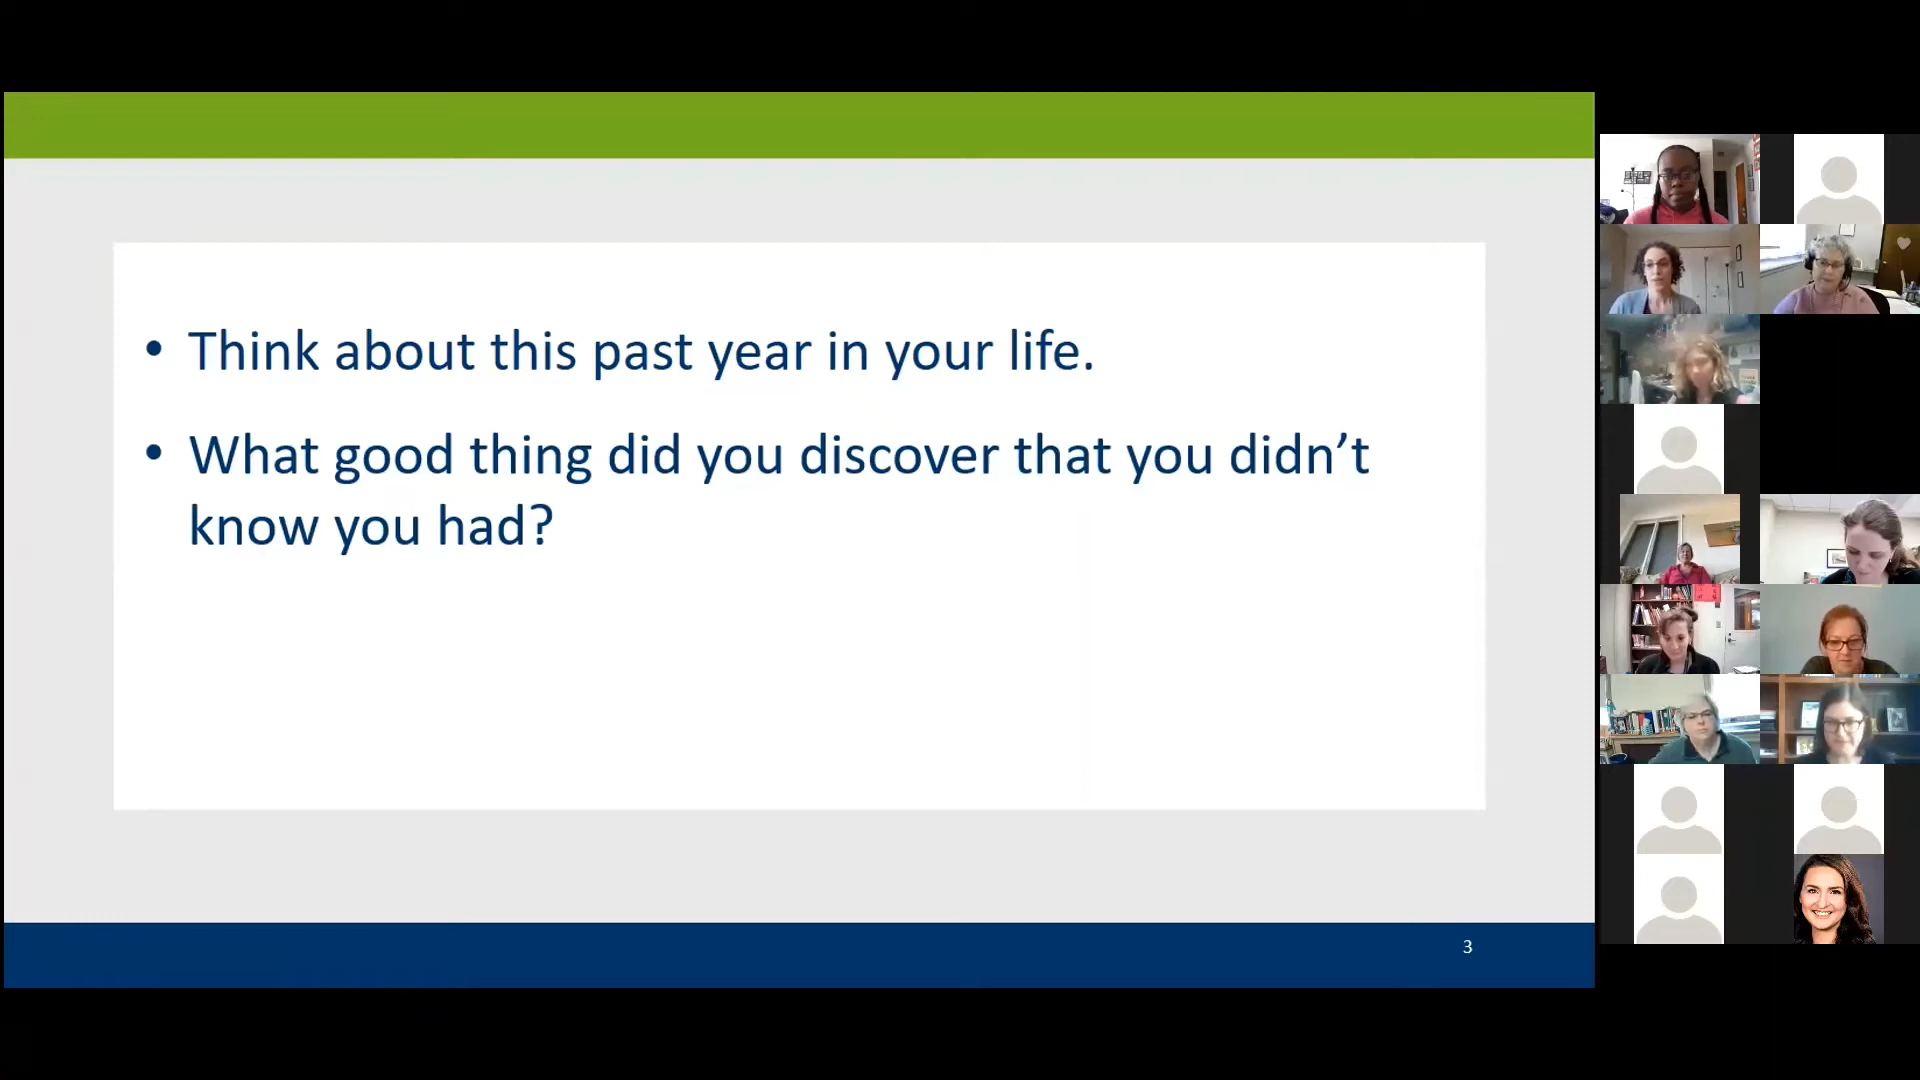 • Think about this past year in your life.
• What good thing did you discover that you didn’t
know you had?
3